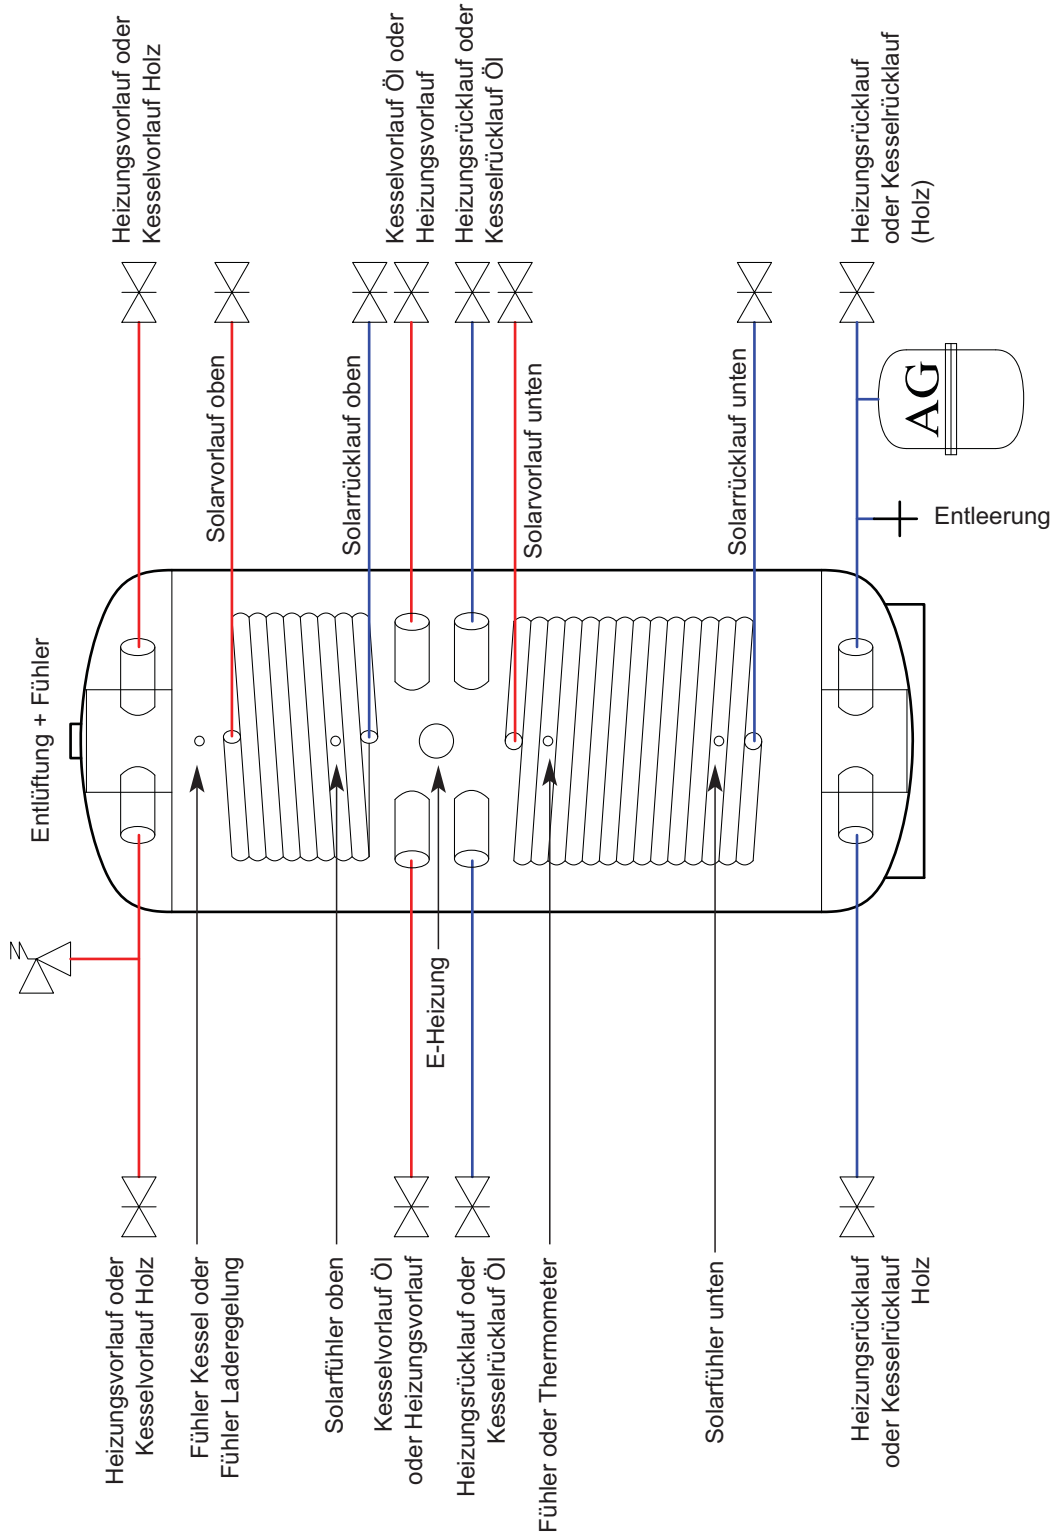 Entlüftung + Fühler
Heizungsvorlauf oder
Kesselvorlauf Holz
Fühler Kessel oder
Fühler Laderegelung
Solarfühler oben
Kesselvorlauf Öl
oder Heizungsvorlauf
Heizungsrücklauf oder
Kesselrücklauf Öl
Fühler oder Thermometer
Solarfühler unten
Heizungsrücklauf
oder Kesselrücklauf
Holz
N
E-Heizung
Solarvorlauf oben
Solarrücklauf oben
Solarvorlauf unten
Solarrücklauf unten
Heizungsvorlauf oder
Kesselvorlauf Holz
Kesselvorlauf Öl oder
Heizungsvorlauf
Heizungsrücklauf oder
Kesselrücklauf Öl
Heizungsrücklauf
oder Kesselrücklauf
(Holz)
AG
Entleerung